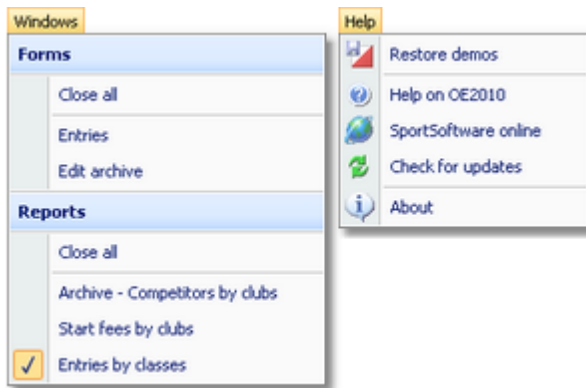 Windows
Forms
Close all
Entries
Edit archive
Reports
Close all
Archive - Competitors by clubs
Start fees by clubs
Entries by classes
Help
Restore demos
Help on OE2010
SportSoftware online
Check for updates
About